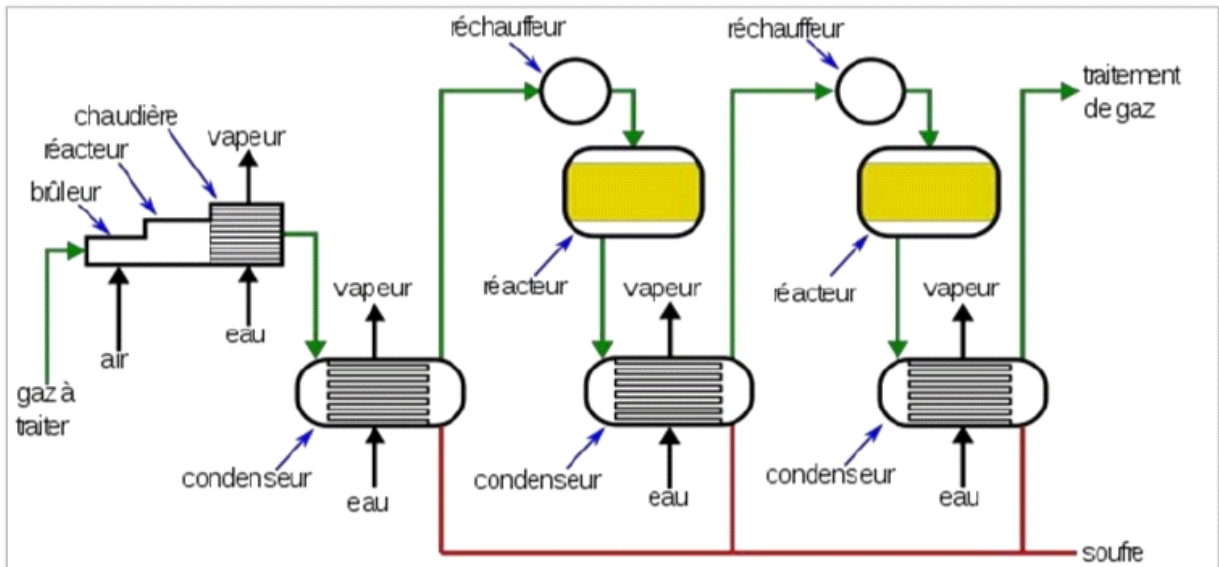 réchauffeur
réchauffeur
traitement
de gaz
chaudière
vapeur
réacteur
brûleur
réacteur
vapeur
réacteur
vapeur
vapeur
eau
air
gaz à
traiter
condenseur
eau
condenseur
eau
condenseur
eau
soufre